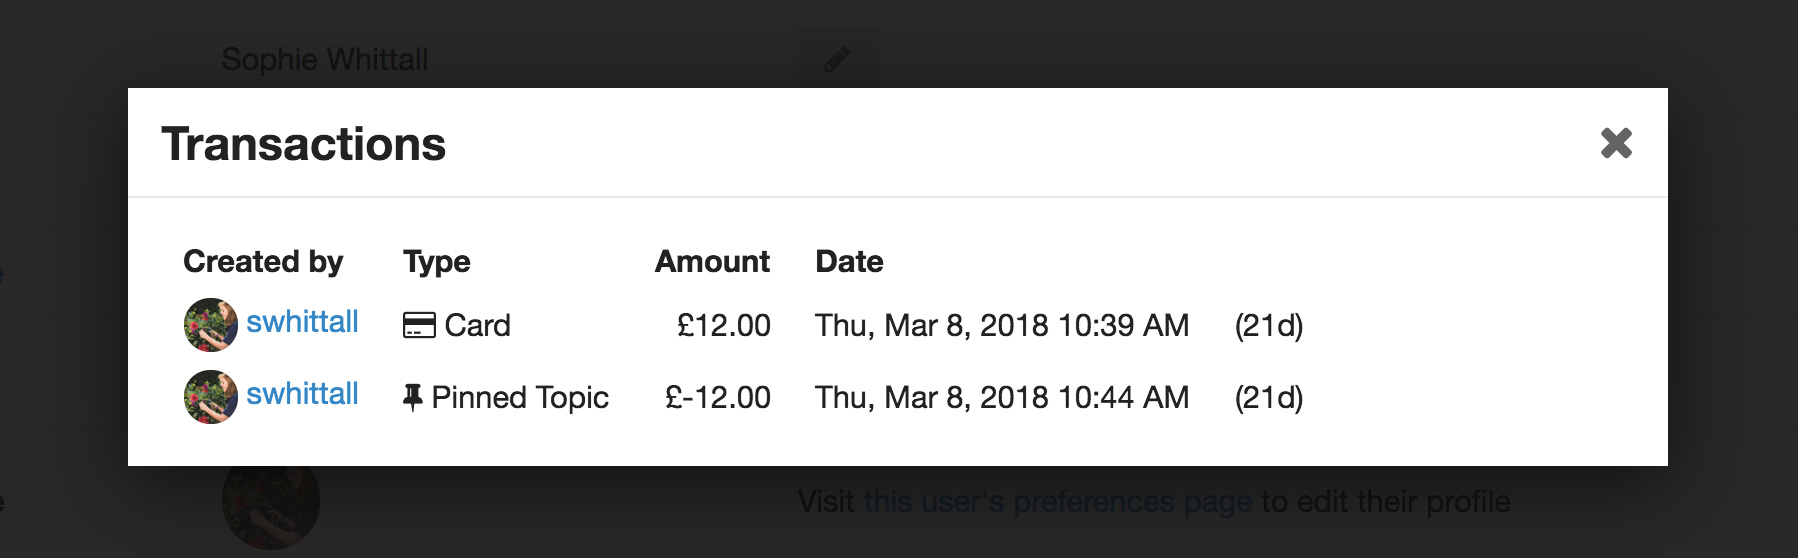 Sophie Whittall
Transactions
Created by Type Amount Date
swhittall Card £12.00 Thu, Mar 8, 2018 10:39 AM (21d)
swhittall Pinned Topic £-12.00 Thu, Mar 8, 2018 10:44 AM (21d)
Visit this user's preferences page to edit their profile